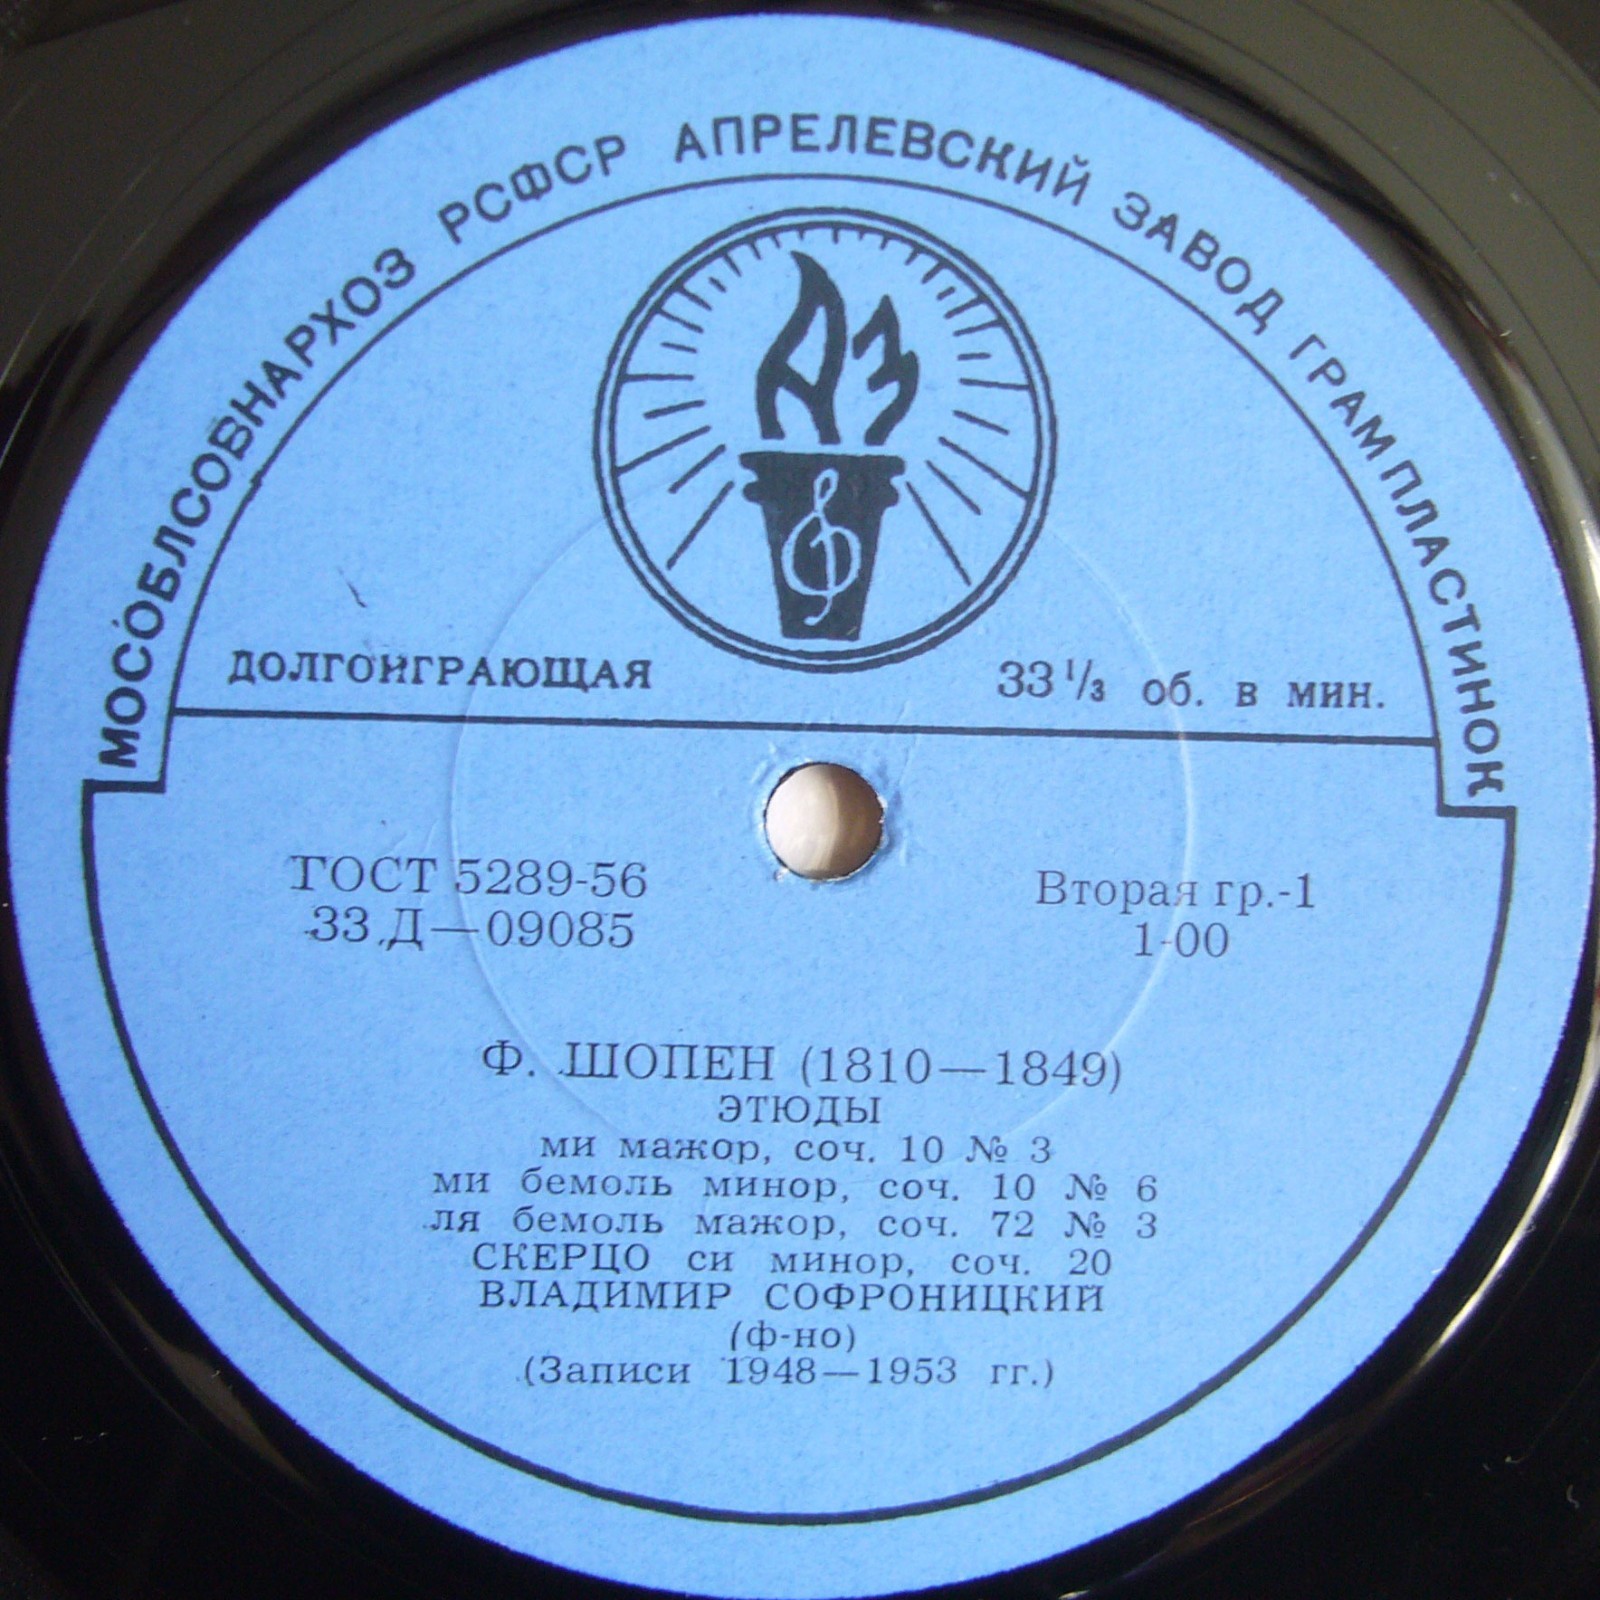 МОСОБЛСОВНАРХОЗ РСФСР АПРЕЛЕВСКИЙ ЗАВОД ГРАМПЛАСТИНОК
АЗ
ДОЛГОИГРАЮЩАЯ
33 1/3 об. в мин.
ГОСТ 5289-56
33 Д—09085
Вторая гр.-1
1-00
Ф. ШОПЕН (1810—1849)
ЭТЮДЫ
ми мажор, соч. 10 № 3
ми бемоль минор, соч. 10 № 6
ля бемоль мажор, соч. 72 № 3
СКЕРЦО си минор, соч. 20
ВЛАДИМИР СОФРОНИЦКИЙ
(ф-но)
(Записи 1948—1953 гг.)